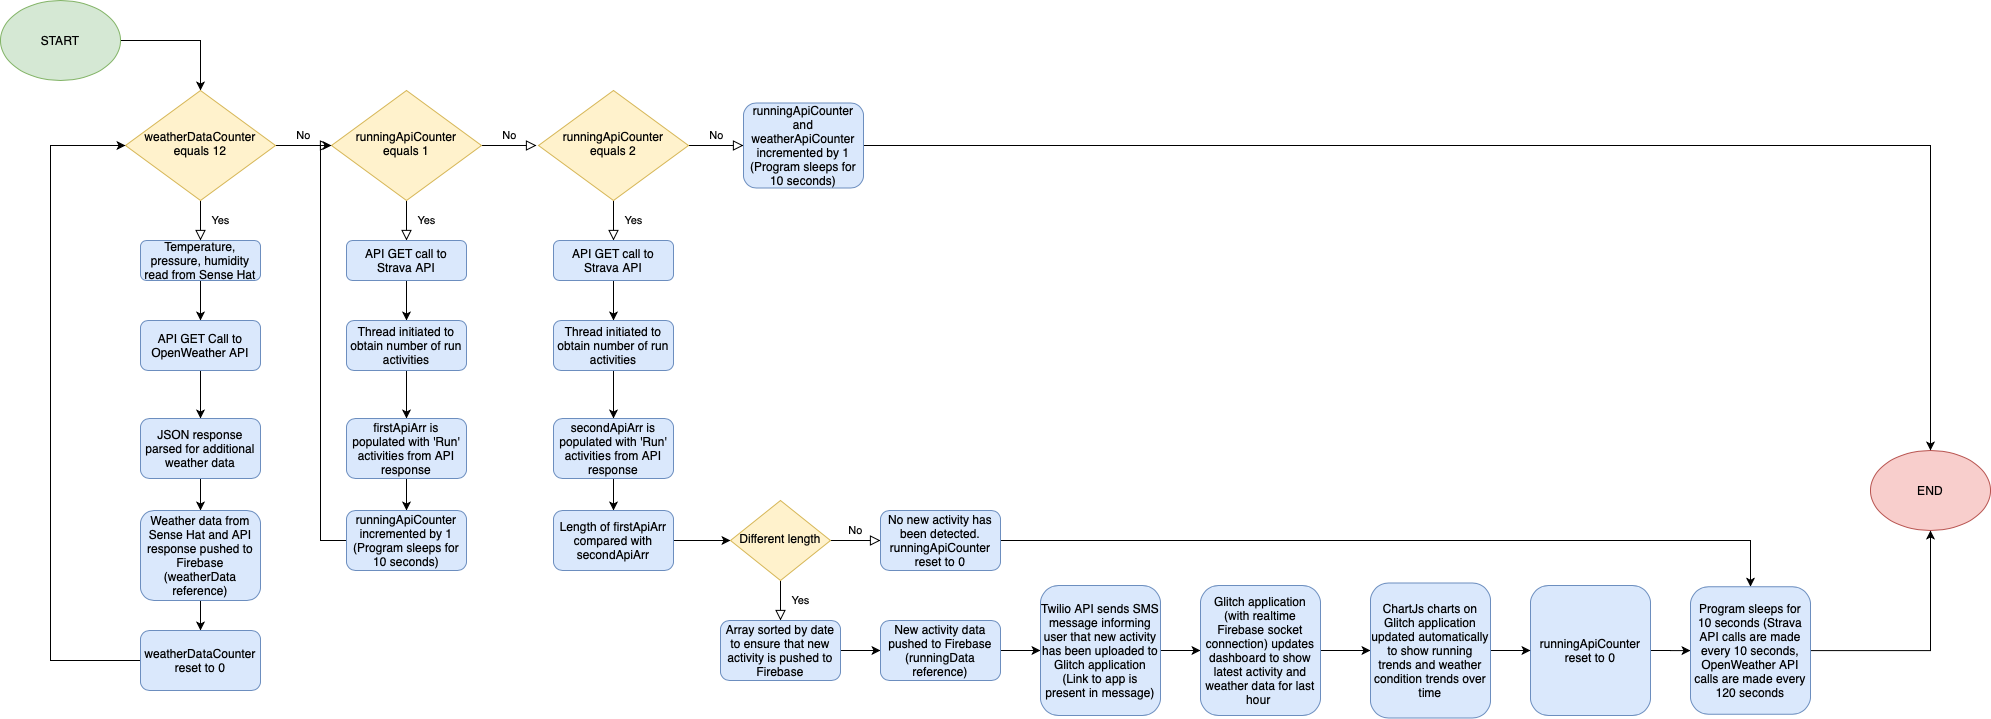 START
weatherDataCounter
equals 12
No
runningApiCounter
equals 1
No
runningApiCounter
equals 2
No
runningApiCounter
and
weatherApiCounter
incremented by 1
(Program sleeps for
10 seconds)
Yes
Temperature,
pressure, humidity
read from Sense Hat
API GET Call to
OpenWeather API
JSON response
parsed for additional
weather data
Weather data from
Sense Hat and API
response pushed to
Firebase
(weatherData
reference)
weatherDataCounter
reset to 0
Yes
API GET call to
Strava API
Thread initiated to
obtain number of run
activities
firstApiArr is
populated with 'Run'
activities from API
response
runningApiCounter
incremented by 1
(Program sleeps for
10 seconds)
Yes
API GET call to
Strava API
Thread initiated to
obtain number of run
activities
secondApiArr is
populated with 'Run'
activities from API
response
Length of firstApiArr
compared with
secondApiArr
Different length
No
No new activity has
been detected.
runningApiCounter
reset to 0
Yes
Array sorted by date
to ensure that new
activity is pushed to
Firebase
New activity data
pushed to Firebase
(runningData
reference)
Twilio API sends SMS
message informing
user that new activity
has been uploaded to
Glitch application
(Link to app is
present in message)
Glitch application
(with realtime
Firebase socket
connection) updates
dashboard to show
latest activity and
weather data for last
hour
ChartJs charts on
Glitch application
updated automatically
to show running
trends and weather
condition trends over
time
runningApiCounter
reset to 0
Program sleeps for
10 seconds (Strava
API calls are made
every 10 seconds,
OpenWeather API
calls are made every
120 seconds
END